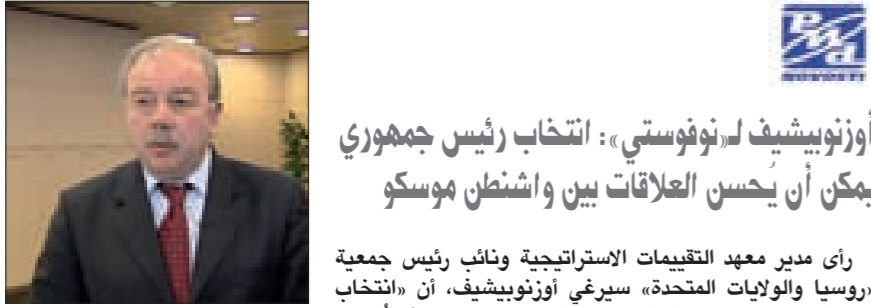 NOVOSTI
أوزنوبيشيف لـ«نوفوستي»: انتخاب رئيس جمهوري
يمكن أن يُحسن العلاقات بين واشنطن موسكو
رأى مدير معهد التقييمات الاستراتيجية ونائب رئيس جمعية
«روسيا والولايات المتحدة» سيرغي أوزنوبيشيف، أن «انتخاب